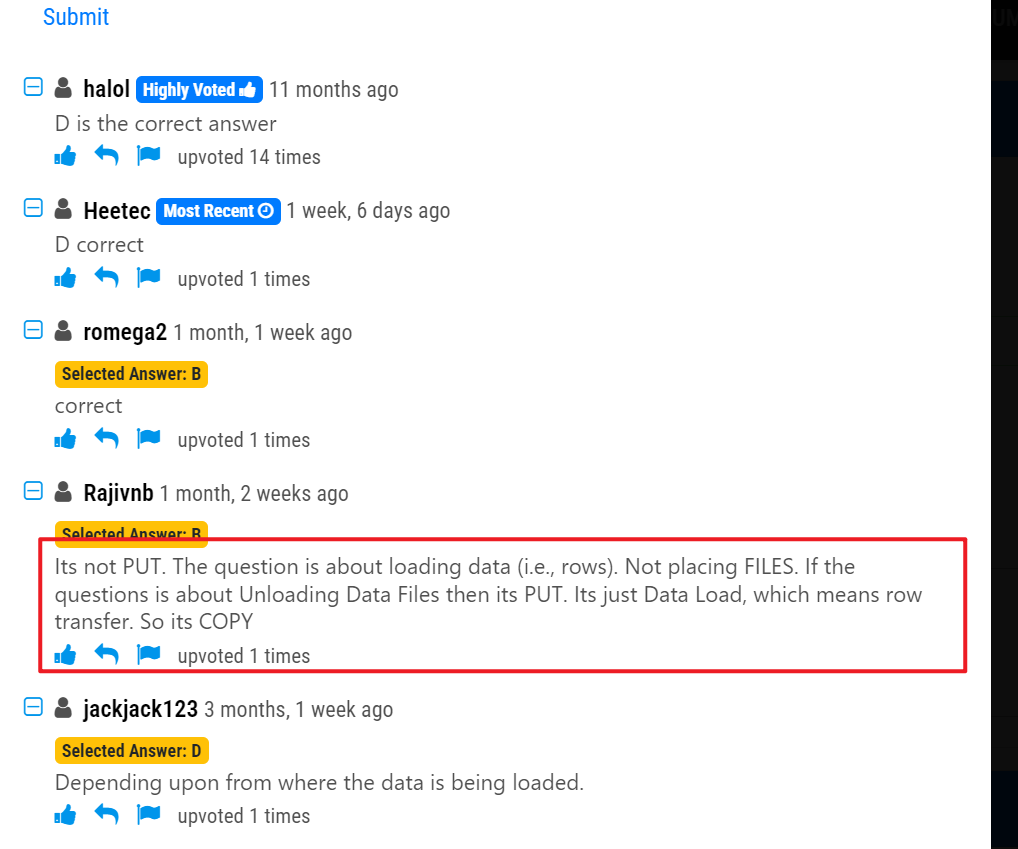 Submit
halol Highly Voted 11 months ago
D is the correct answer
upvoted 14 times
Heetec Most Recent 1 week, 6 days ago
D correct
upvoted 1 times
romega2 1 month, 1 week ago
Selected Answer: B
correct
upvoted 1 times
Rajivnb 1 month, 2 weeks ago
Selected Answer: B
Its not PUT. The question is about loading data (i.e., rows). Not placing FILES. If the
questions is about Unloading Data Files then its PUT. Its just Data Load, which means row
transfer. So its COPY
upvoted 1 times
jackjack123 3 months, 1 week ago
Selected Answer: D
Depending upon from where the data is being loaded.
upvoted 1 times